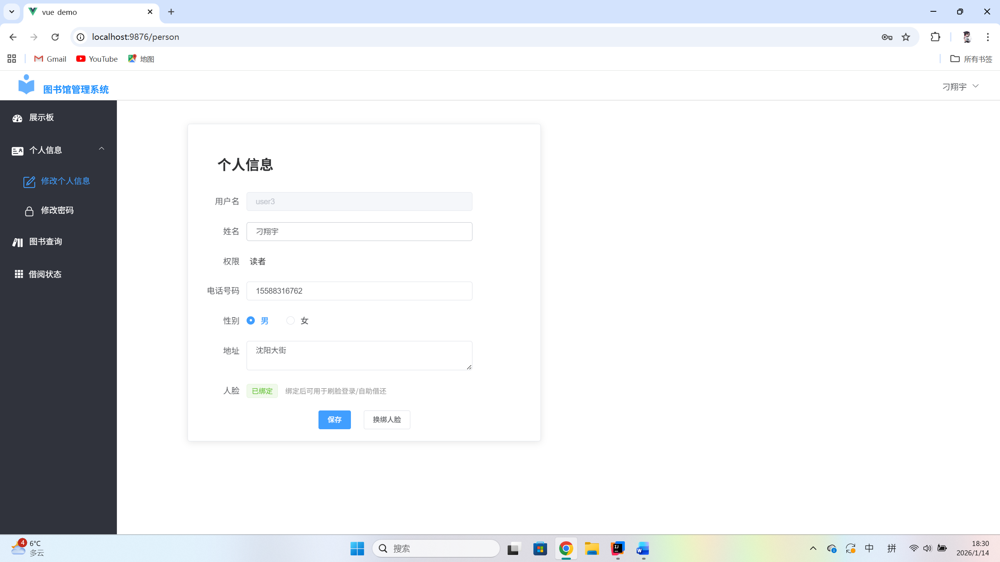 vue demo
localhost:9876/person
Gmail
YouTube
地图
所有书签
图书馆管理系统
刁翔宇
展示板
个人信息
修改个人信息
修改密码
图书查询
借阅状态
个人信息
用户名 user3
姓名 刁翔宇
权限 读者
电话号码 15588316762
性别 男 女
地址 沈阳大街
人脸 已绑定 绑定后可用于刷脸登录/自助借还
保存 换绑人脸
4
6°C
多云
搜索
中
拼
18:30
2026/1/14